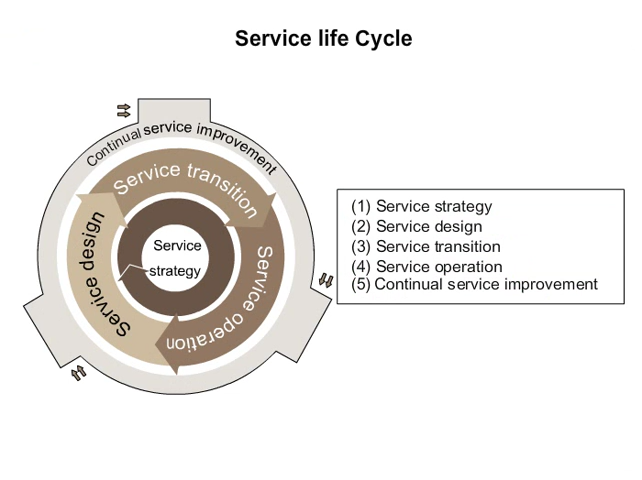 Service life Cycle
Continual service improvement
Service transition
Service design
Service operation
Service
strategy
(1) Service strategy
(2) Service design
(3) Service transition
(4) Service operation
(5) Continual service improvement